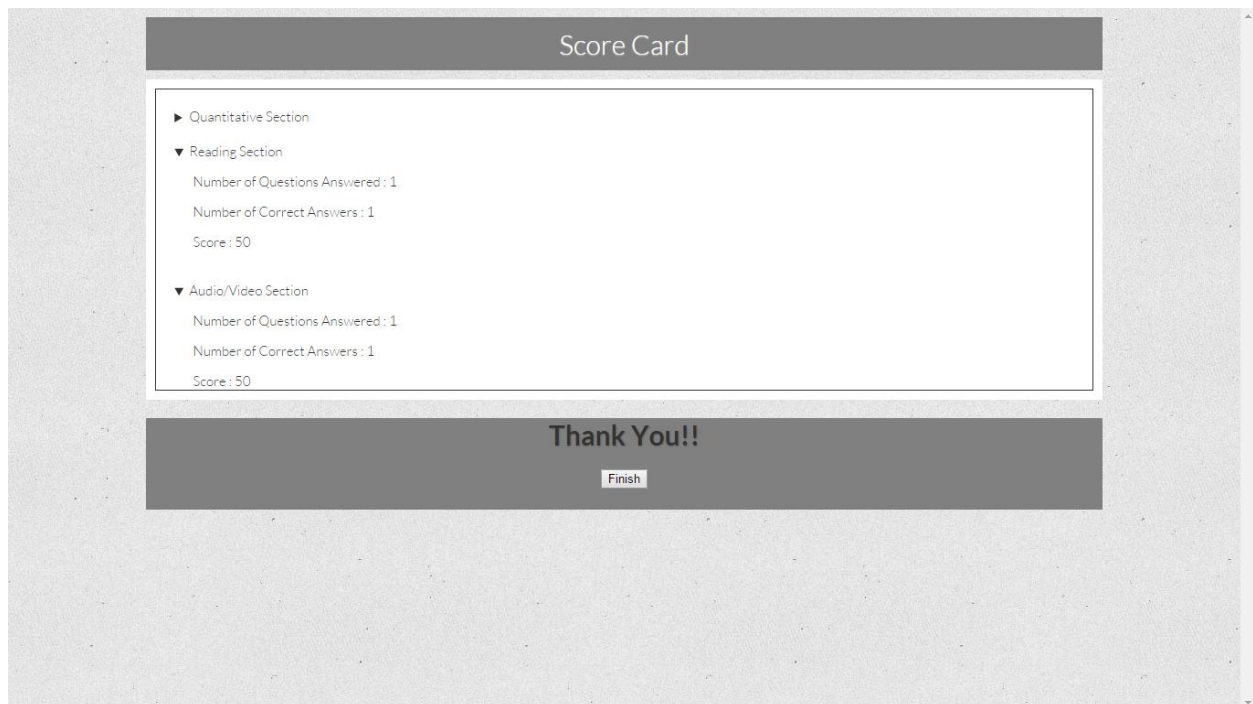 Score Card
Quantitative Section
Reading Section
Number of Questions Answered : 1
Number of Correct Answers : 1
Score : 50
Audio/Video Section
Number of Questions Answered : 1
Number of Correct Answers : 1
Score : 50
Thank You!!
Finish